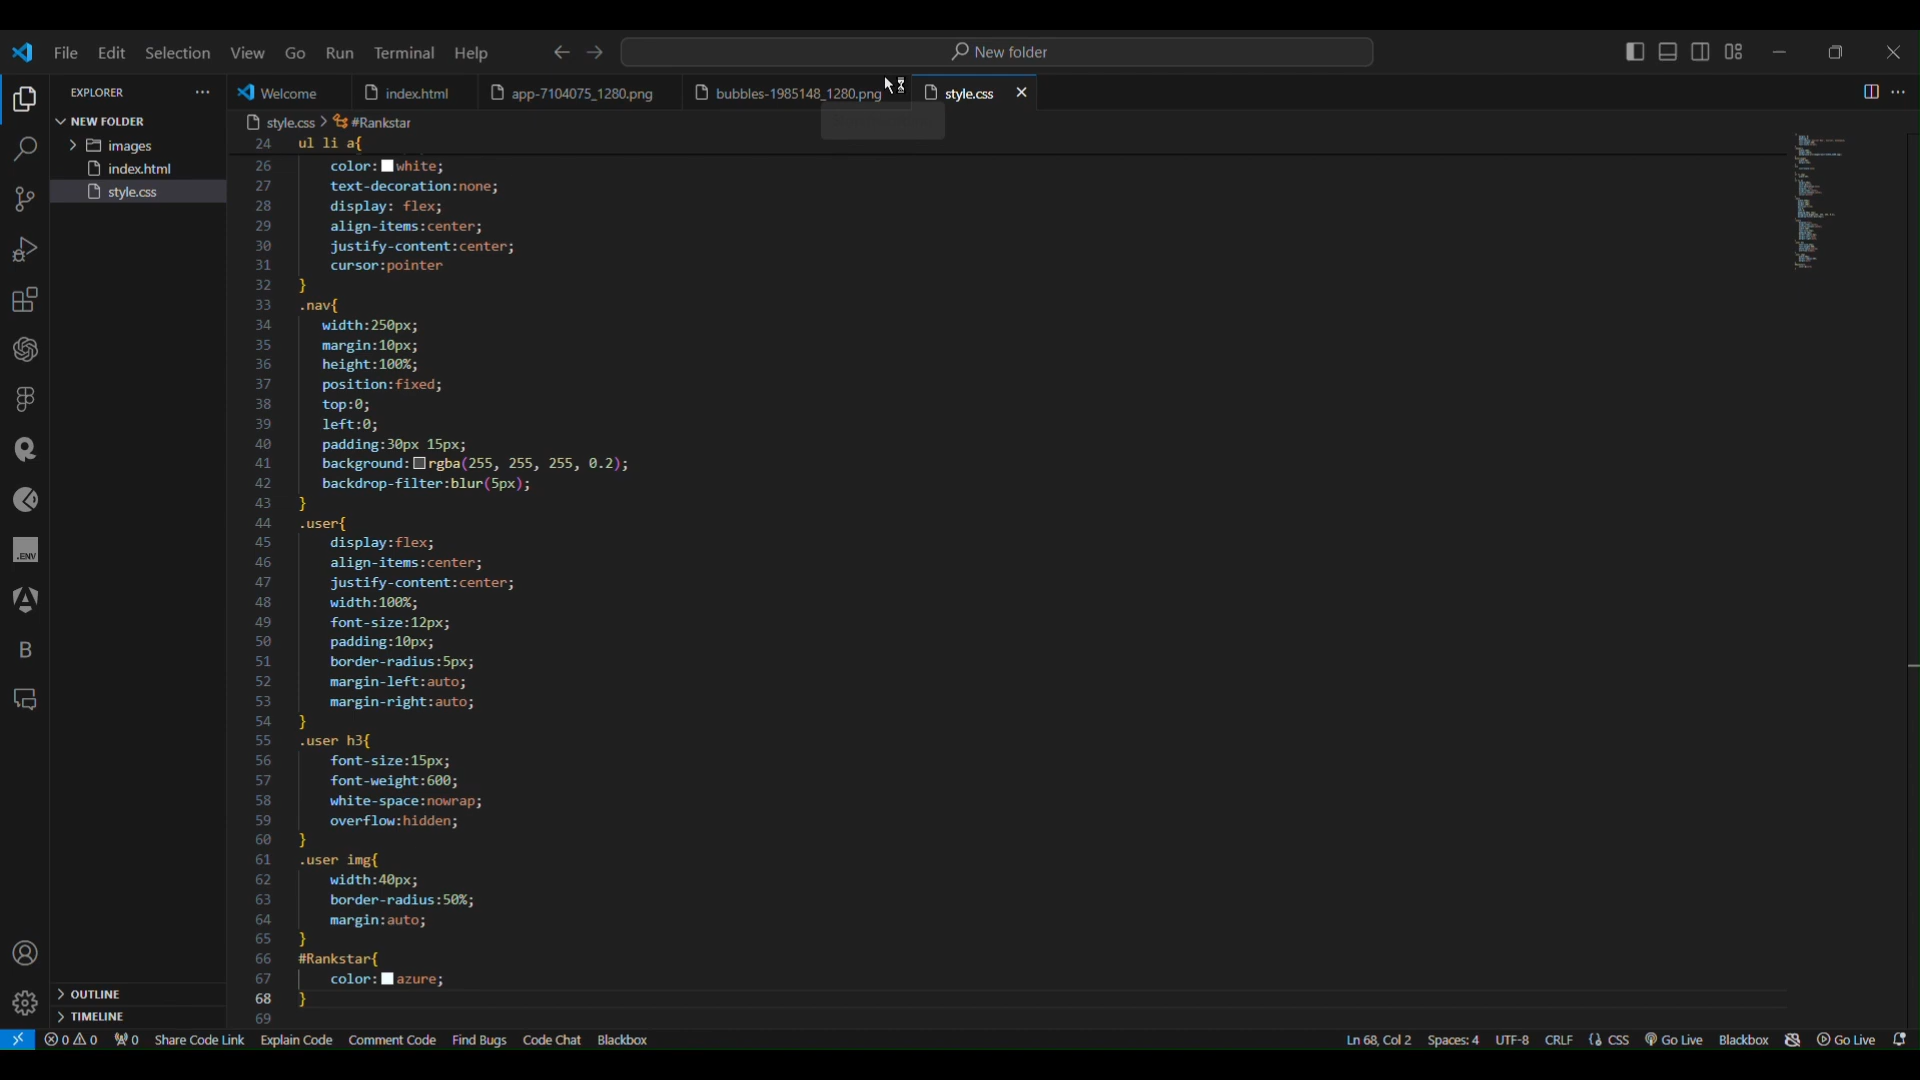 File Edit Selection View Go Run Terminal Help
New folder
EXPLORER
Welcome
index.html
app-7104075_1280.png
bubbles-1985148_1280.png
style.css
NEW FOLDER
images
index.html
style.css
style.css > #Rankstar
24 ul li a{
26 color: white;
27 text-decoration:none;
28 display: flex;
29 align-items:center;
30 justify-content:center;
31 cursor:pointer
32 }
33 .nav{
34 width:250px;
35 margin:10px;
36 height:100%;
37 position:fixed;
38 top:0;
39 left:0;
40 padding:30px 15px;
41 background: rgba(255, 255, 255, 0.2);
42 backdrop-filter:blur(5px);
43 }
44 .user{
45 display:flex;
46 align-items:center;
47 justify-content:center;
48 width:100%;
49 font-size:12px;
50 padding:10px;
51 border-radius:5px;
52 margin-left:auto;
53 margin-right:auto;
54 }
55 .user h3{
56 font-size:15px;
57 font-weight:600;
58 white-space:nowrap;
59 overflow:hidden;
60 }
61 .user img{
62 width:40px;
63 border-radius:50%;
64 margin:auto;
65 }
66 #Rankstar{
67 color: azure;
68 }
69
.ENV
B
OUTLINE
TIMELINE
0 0 0 Share Code Link Explain Code Comment Code Find Bugs Code Chat Blackbox
Ln 68, Col 2 Spaces: 4 UTF-8 CRLF {} CSS Go Live Blackbox Go Live